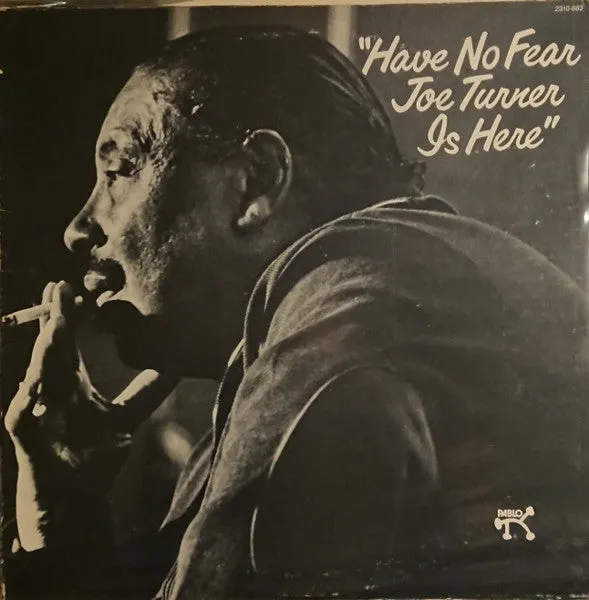 2310-863
"Have No Fear
Joe Turner
Is Here"
PABLO